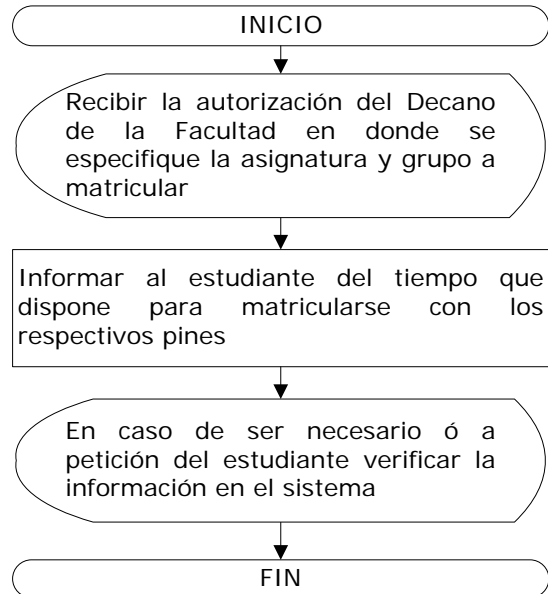 INICIO
Recibir la autorización del Decano
de la Facultad en donde se
especifique la asignatura y grupo a
matricular
Informar al estudiante del tiempo que
dispone para matricularse con los
respectivos pines
En caso de ser necesario ó a
petición del estudiante verificar la
información en el sistema
FIN